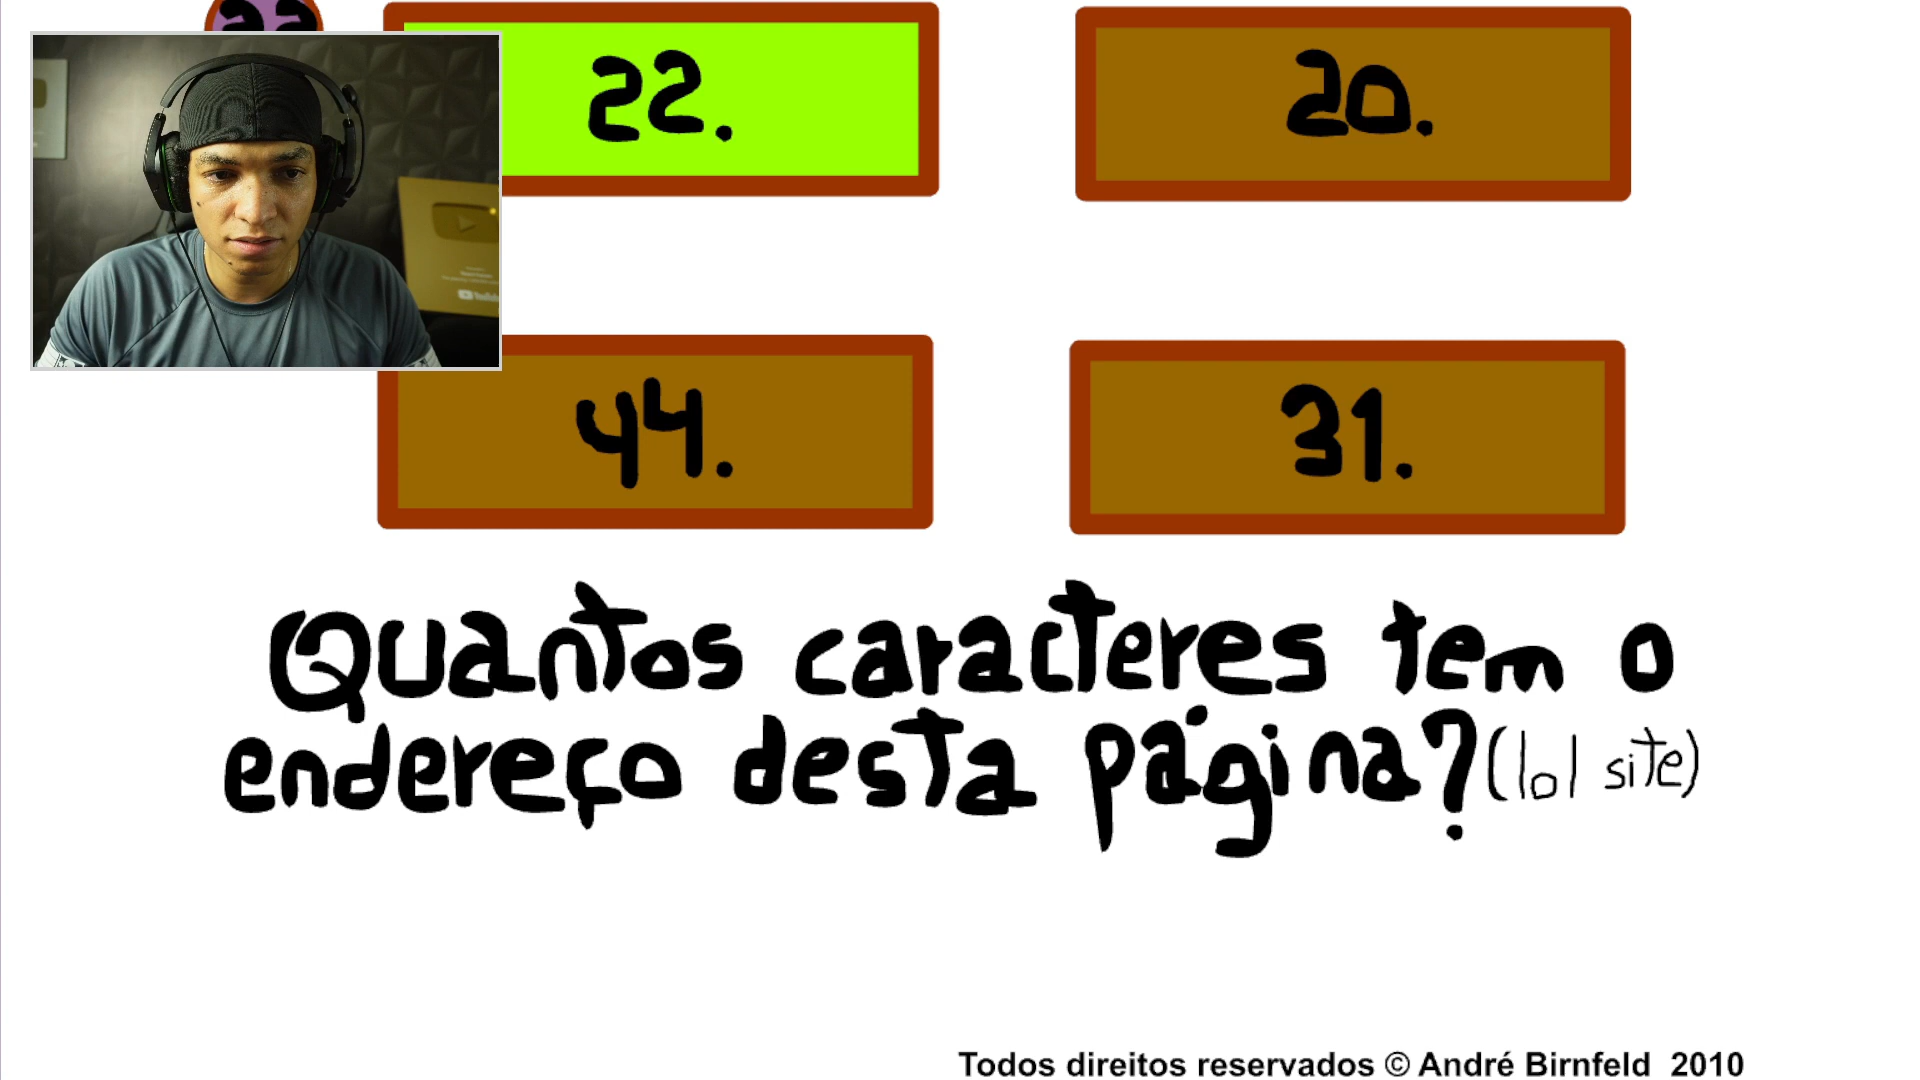 22.
20.
44.
31.
Quantos caracteres tem o
endereço desta página? (lol site)
Todos direitos reservados © André Birnfeld 2010